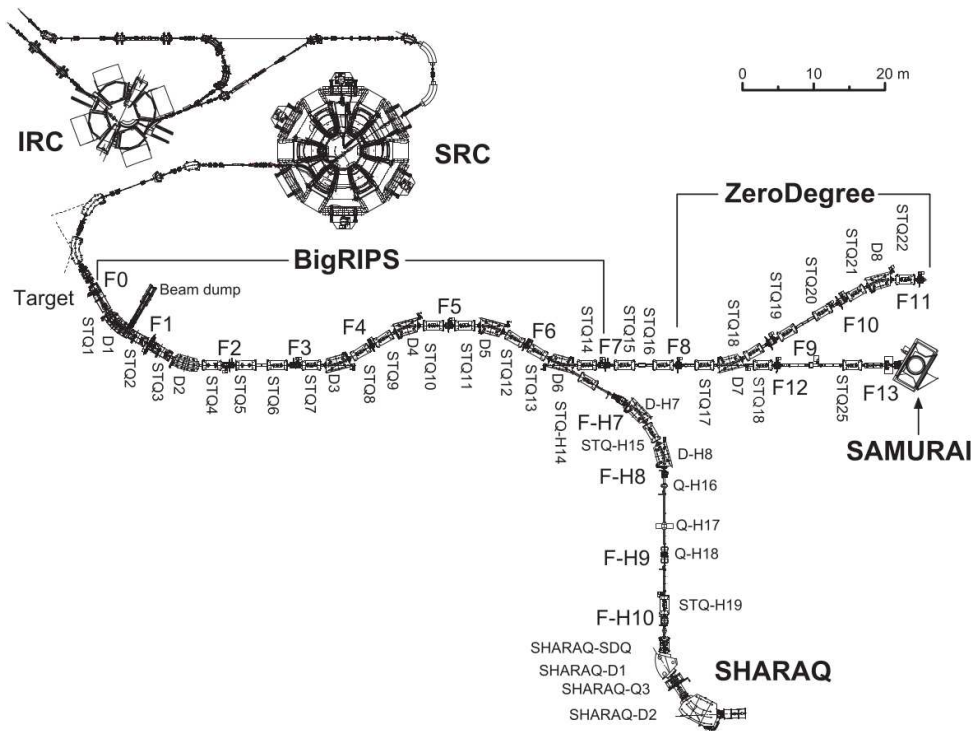 0 10 20 m
IRC
SRC
ZeroDegree
BigRIPS
Target
F0
Beam dump
STQ1
D1
STQ2
F1
STQ3
D2
STQ4
F2
STQ5
STQ6
F3
STQ7
D3
F4
STQ8
STQ9
D4
STQ10
F5
STQ11
D5
STQ12
F6
STQ13
D6
STQ14
F7
STQ15
STQ16
F8
STQ17
STQ18
D7
STQ19
STQ20
F10
STQ21
D8
STQ22
F11
F9
STQ18
F12
STQ25
F13
SAMURAI
STQ-H14
F-H7
D-H7
STQ-H15
D-H8
F-H8
Q-H16
Q-H17
F-H9
Q-H18
F-H10
STQ-H19
SHARAQ-SDQ
SHARAQ-D1
SHARAQ-Q3
SHARAQ-D2
SHARAQ